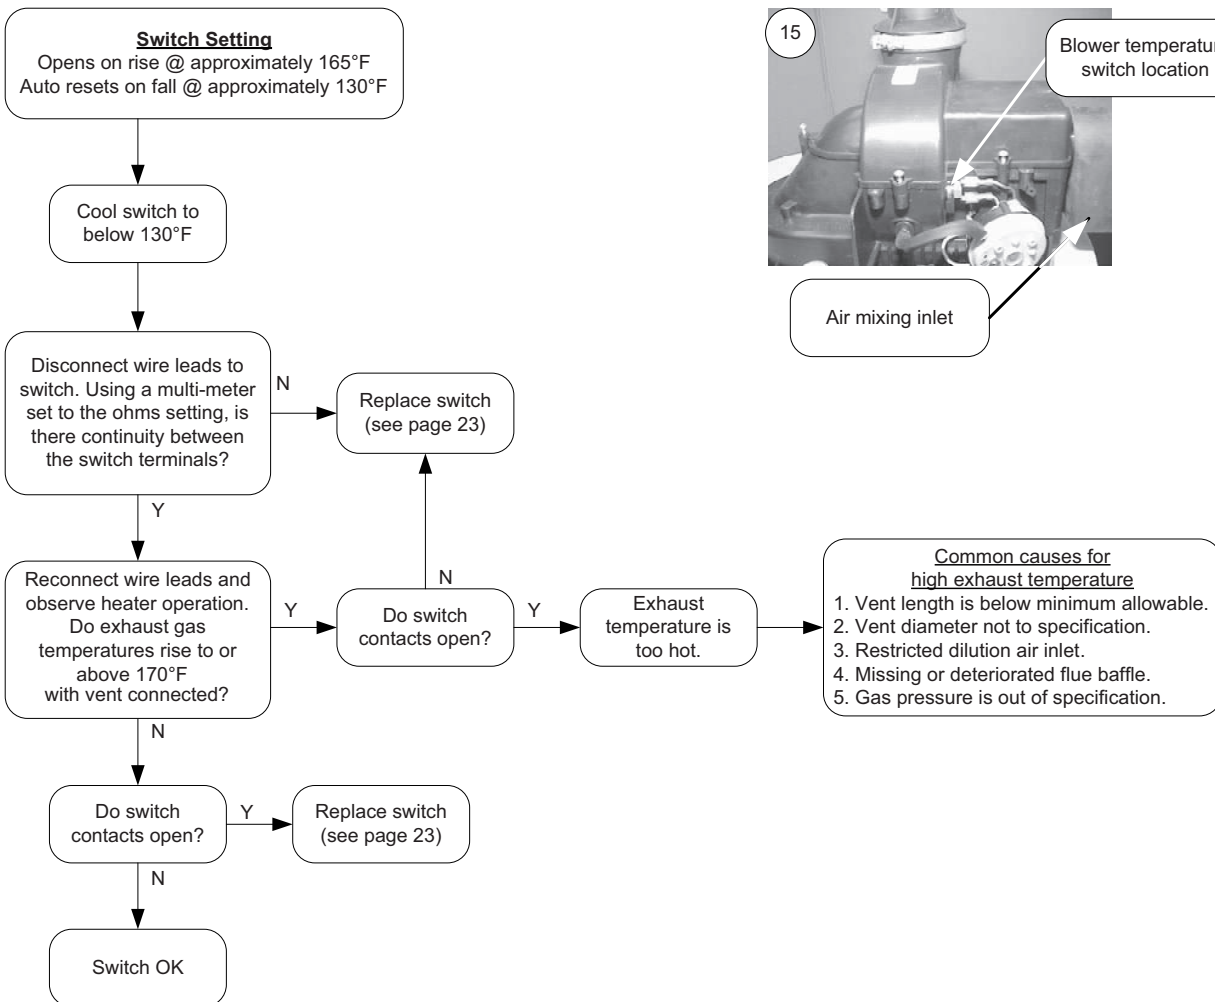 Switch Setting
Opens on rise @ approximately 165°F
Auto resets on fall @ approximately 130°F
15
Blower
switch location
Air mixing inlet
Cool switch to
below 130°F
Disconnect wire leads to
switch. Using a multi-meter
set to the ohms setting, is
there continuity between
the switch terminals?
N
Replace switch
(see page 23)
Y
N
Reconnect wire leads and
observe heater operation.
Do exhaust gas
temperatures rise to or
above 170°F
with vent connected?
Y
Do switch
contacts open?
Y
Exhaust
temperature is
too hot.
Common causes for
high exhaust temperature
1. Vent length is below minimum allowable.
2. Vent diameter not to specification.
3. Restricted dilution air inlet.
4. Missing or deteriorated flue baffle.
5. Gas pressure is out of specification.
N
Do switch
contacts open?
Y
Replace switch
(see page 23)
N
Switch OK